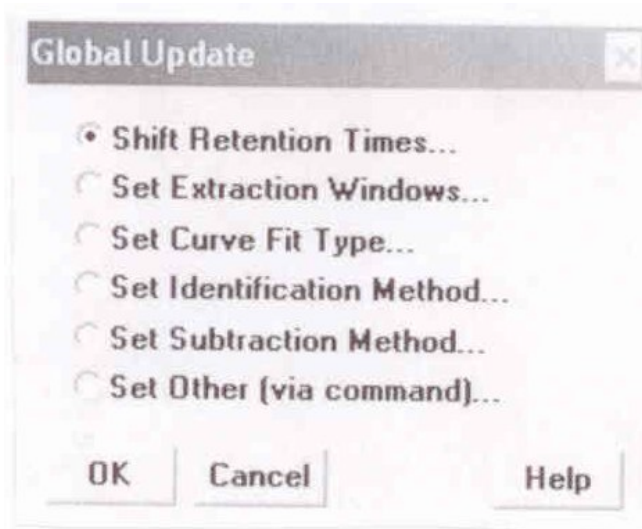 Global Update
Shift Retention Times...
Set Extraction Windows...
Set Curve Fit Type...
Set Identification Method...
Set Subtraction Method...
Set Other (via command)...
OK Cancel Help